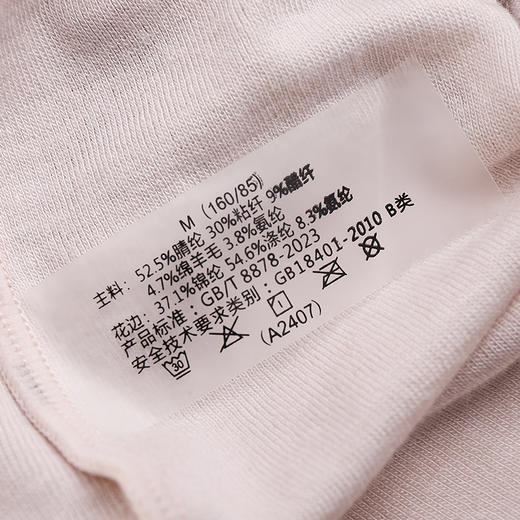 M (160/85)
主料：52.5%腈纶 30%粘纤 9%醋纤
4.7%绵羊毛 3.8%氨纶
花边：37.1%锦纶 54.6%涤纶 8.3%氨纶
产品标准：GB/T 8878-2023
安全技术要求类别：GB18401-2010 B类
30
(A2407)